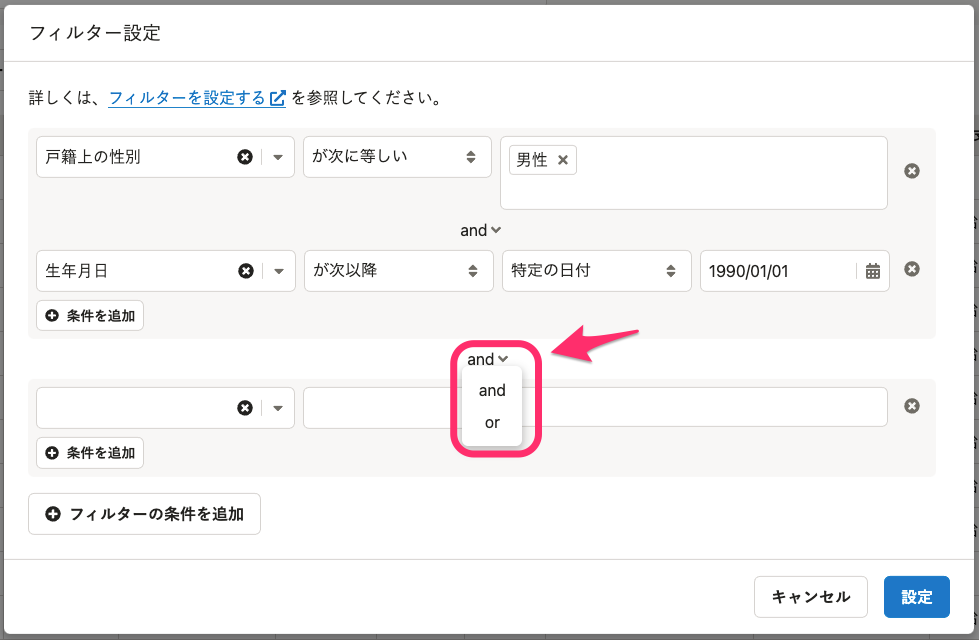 フィルター設定
詳しくは、フィルターを設定する を参照してください。
戸籍上の性別 が次に等しい 男性
and
生年月日 が次以降 特定の日付 1990/01/01
条件を追加
and
and
or
条件を追加
フィルターの条件を追加
キャンセル 設定